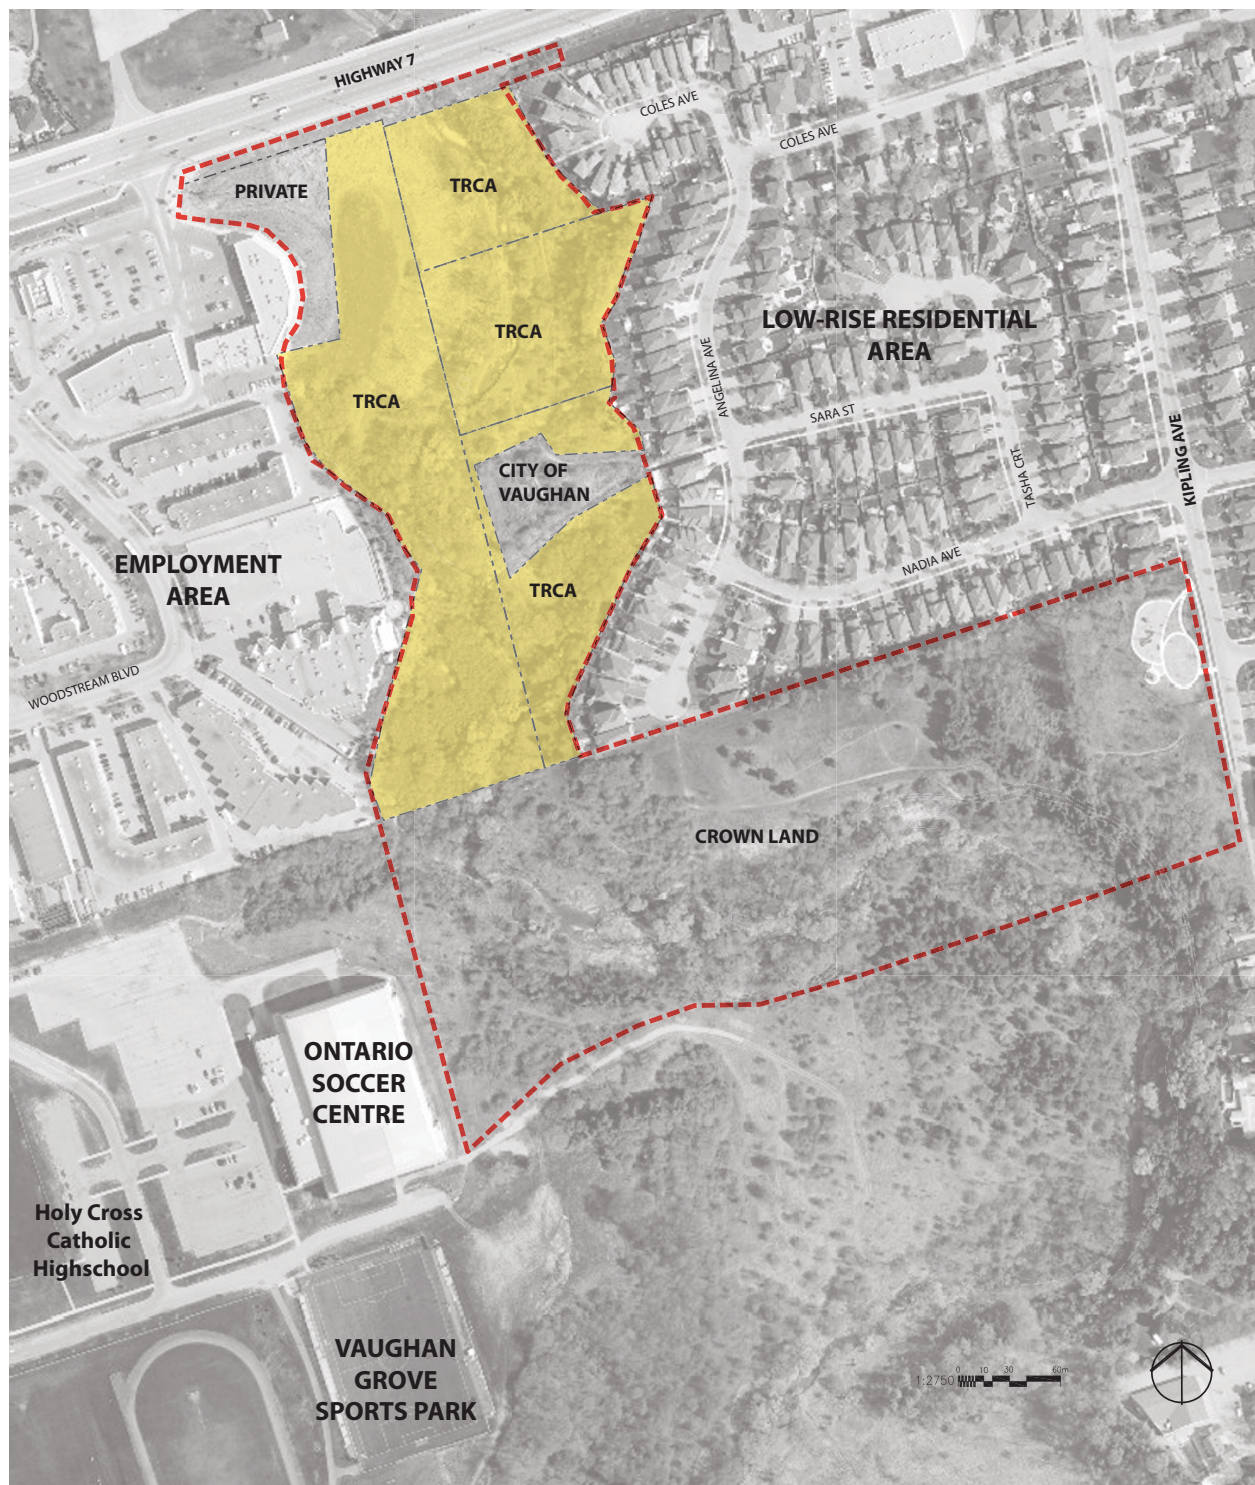 HIGHWAY 7
COLES AVE
COLES AVE
PRIVATE
TRCA
TRCA
LOW-RISE RESIDENTIAL
AREA
ANGELINA AVE
TRCA
SARA ST
KIPLING AVE
TASHA CRT
CITY OF
VAUGHAN
EMPLOYMENT
AREA
NADIA AVE
TRCA
WOODSTREAM BLVD
CROWN LAND
ONTARIO
SOCCER
CENTRE
Holy Cross
Catholic
Highschool
VAUGHAN
GROVE
SPORTS PARK
1:2750
0 10 30 60m